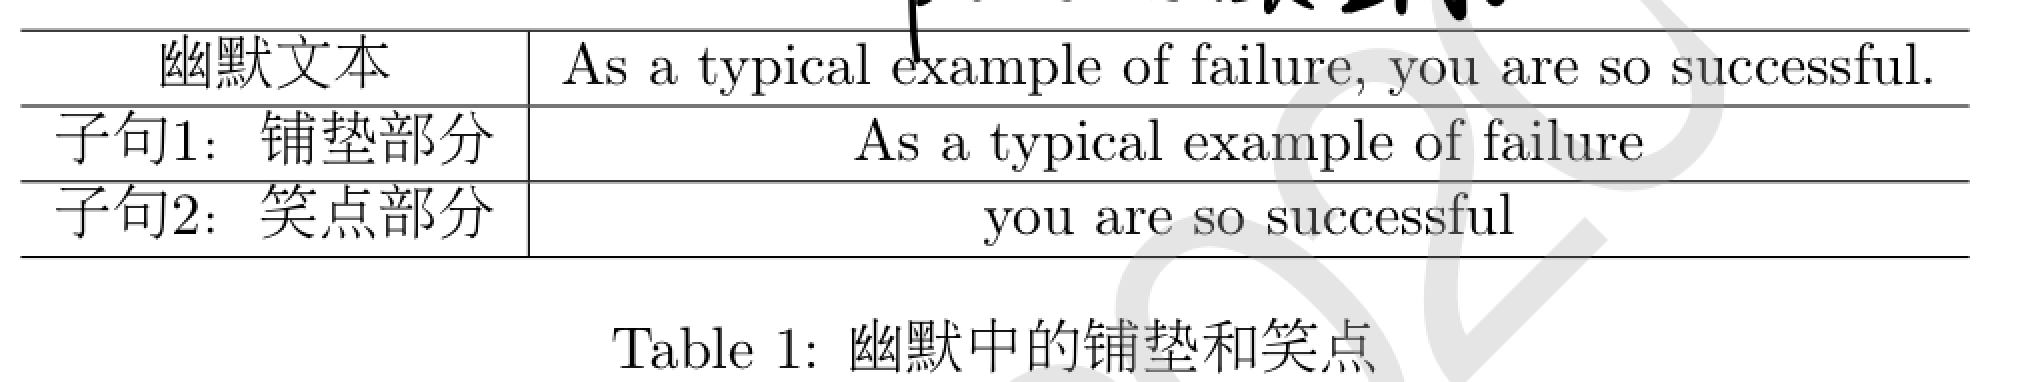 幽默文本 As a typical example of failure, you are so successful.
子句1: 铺垫部分 As a typical example of failure
子句2: 笑点部分 you are so successful
Table 1: 幽默中的铺垫和笑点